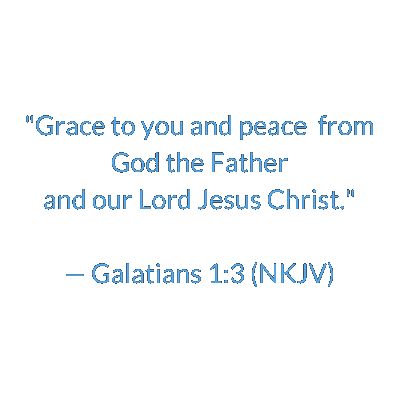 "Grace to you and peace  from
God the Father
and our Lord Jesus Christ."
— Galatians 1:3 (NKJV)